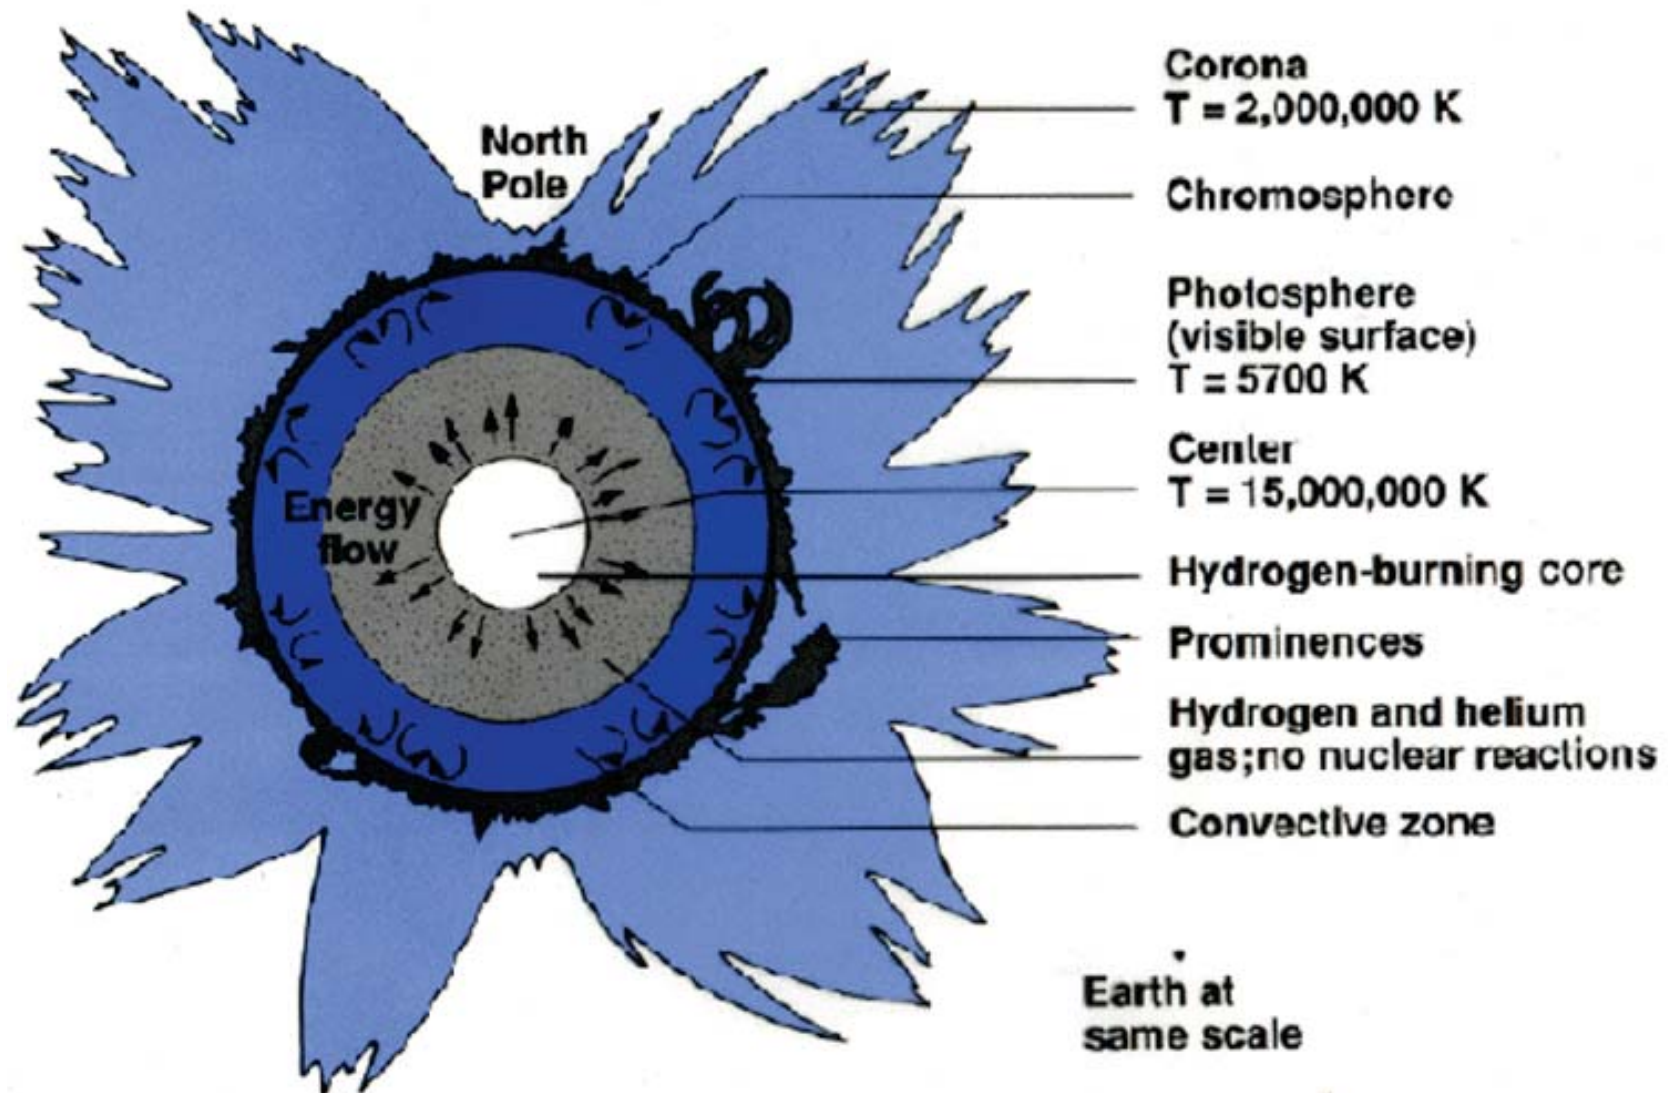 North
Pole
Energy
flow
Corona
T = 2,000,000 K
Chromosphere
Photosphere
(visible surface)
T = 5700 K
Center
T = 15,000,000 K
Hydrogen-burning core
Prominences
Hydrogen and helium
gas;no nuclear reactions
Convective zone
Earth at
same scale